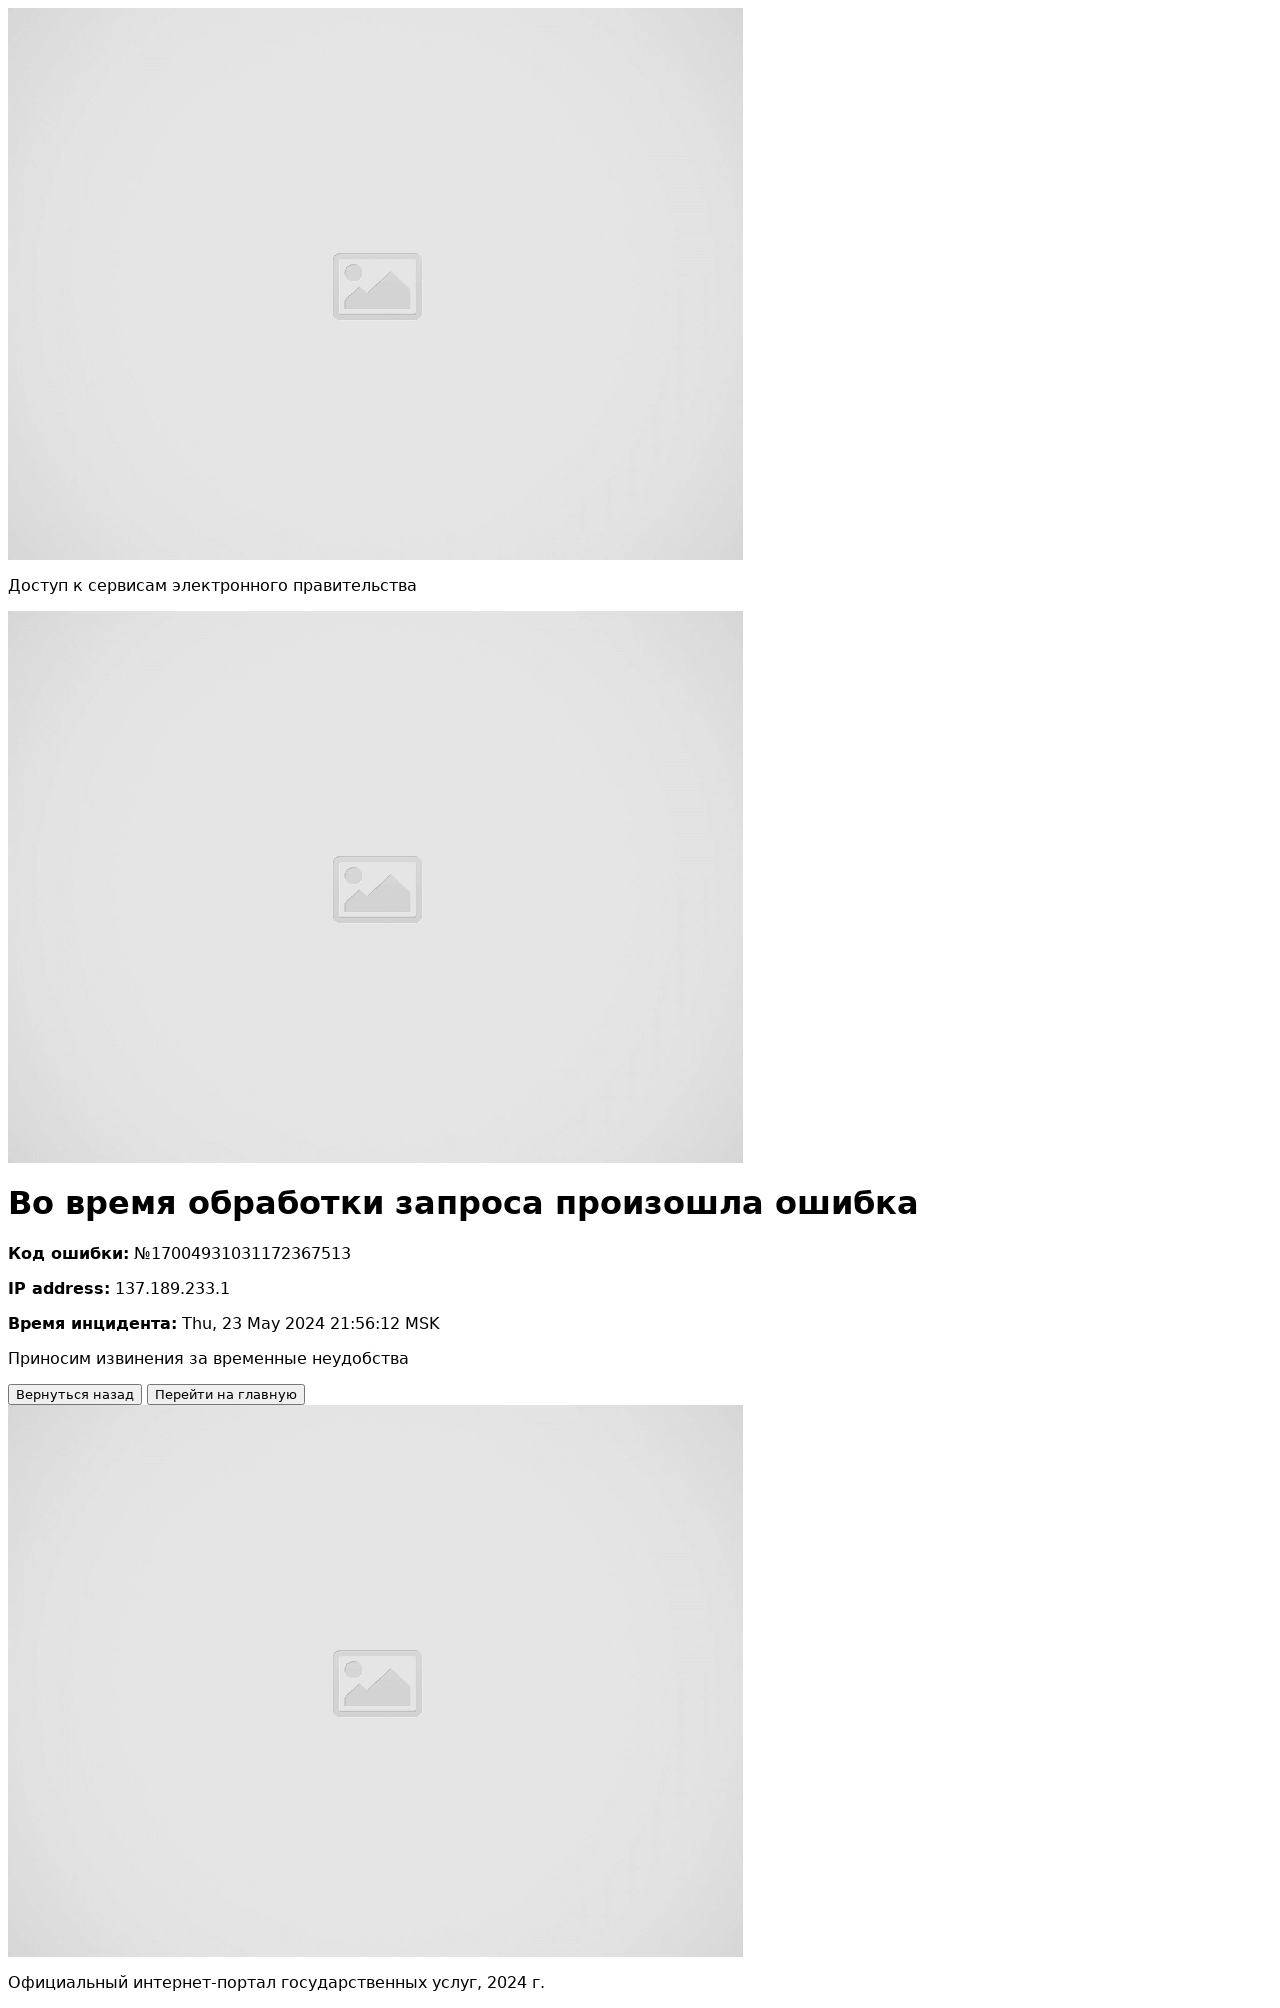 Доступ к сервисам электронного правительства
Во время обработки запроса произошла ошибка
Код ошибки: №17004931031172367513
IP address: 137.189.233.1
Время инцидента: Thu, 23 May 2024 21:56:12 MSK
Приносим извинения за временные неудобства
Вернуться назад Перейти на главную
Официальный интернет-портал государственных услуг, 2024 г.